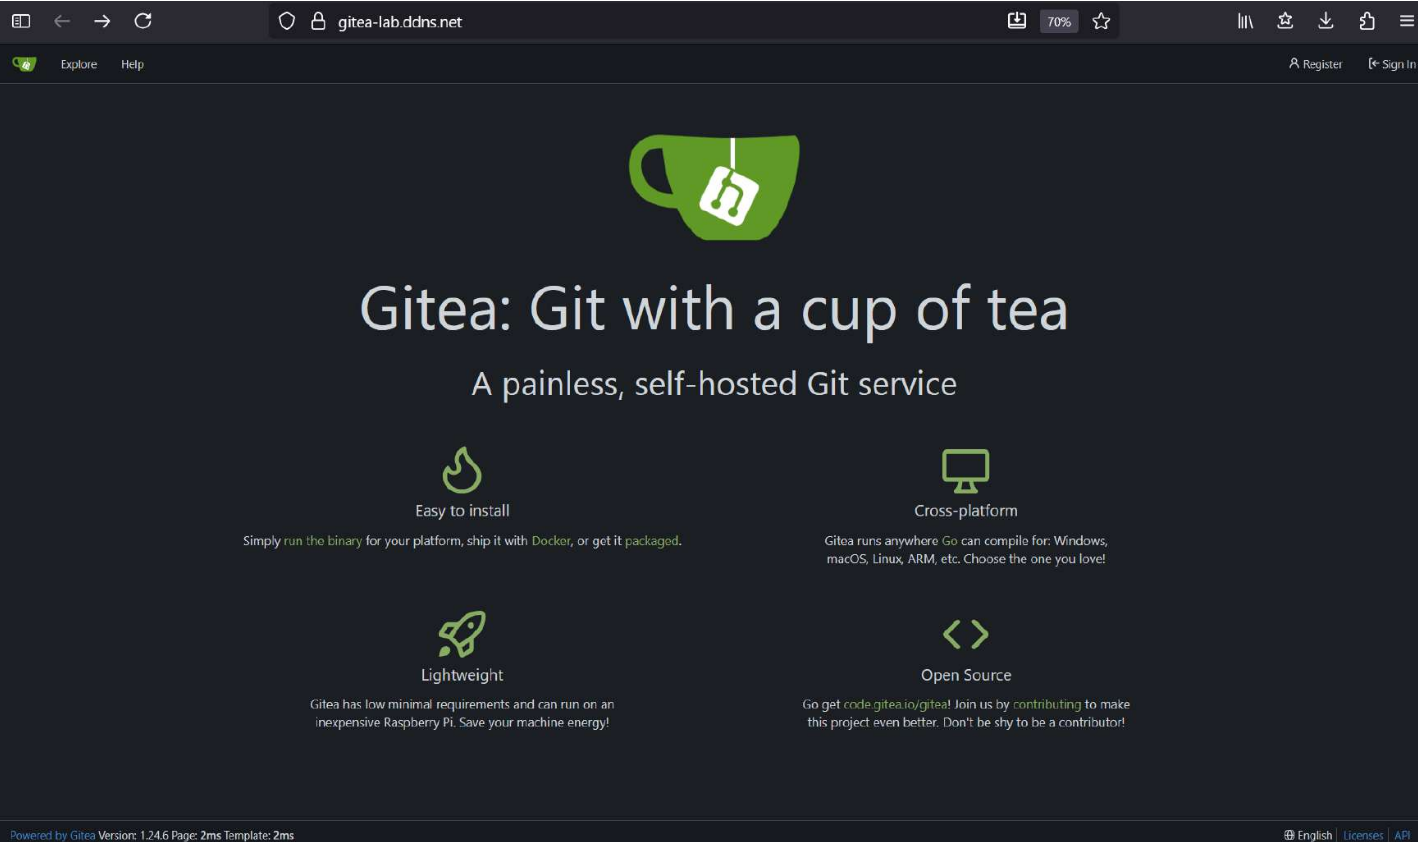 gitea-lab.ddns.net
70%
Explore
Help
Register
Sign In
Gitea: Git with a cup of tea
A painless, self-hosted Git service
Easy to install
Simply run the binary for your platform, ship it with Docker, or get it packaged.
Cross-platform
Gitea runs anywhere Go can compile for: Windows,
macOS, Linux, ARM, etc. Choose the one you love!
Lightweight
Gitea has low minimal requirements and can run on an
inexpensive Raspberry Pi. Save your machine energy!
Open Source
Go get code.gitea.io/gitea! Join us by contributing to make
this project even better. Don't be shy to be a contributor!
Powered by Gitea Version: 1.24.6 Page: 2ms Template: 2ms
English
Licenses
API